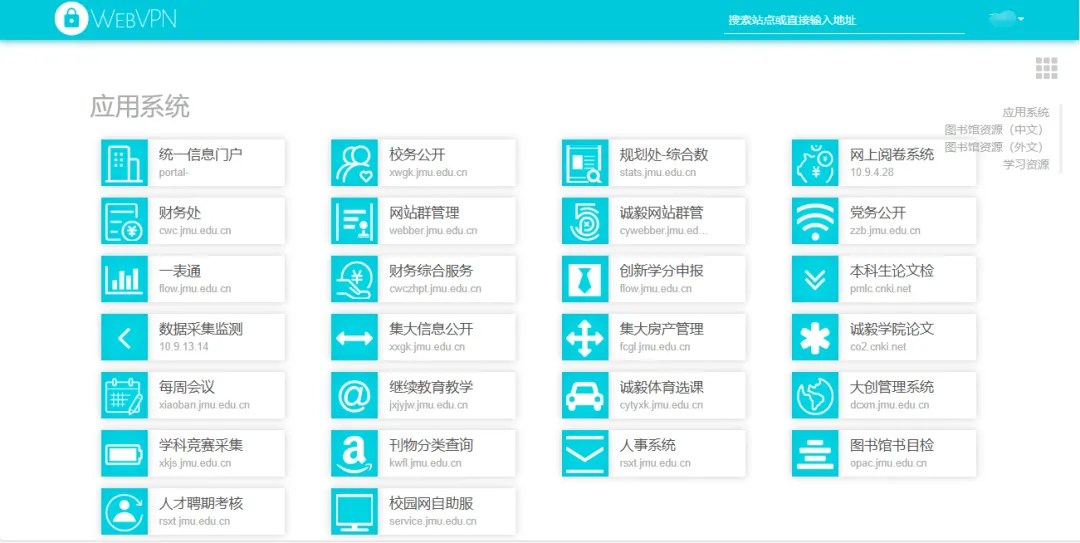 WEBVPN
搜索站点或直接输入地址
应用系统
应用系统
图书馆资源（中文）
图书馆资源（外文）
学习资源
统一信息门户
portal-
校务公开
xwgk.jmu.edu.cn
规划处-综合数
stats.jmu.edu.cn
网上阅卷系统
10.9.4.28
财务处
cwc.jmu.edu.cn
网站群管理
webber.jmu.edu.cn
诚毅网站群管
cywebber.jmu.ed...
党务公开
zzb.jmu.edu.cn
一表通
flow.jmu.edu.cn
财务综合服务
cwczhpt.jmu.edu.cn
创新学分申报
flow.jmu.edu.cn
本科生论文检
pmlc.cnki.net
数据采集监测
10.9.13.14
集大信息公开
xxgk.jmu.edu.cn
集大房产管理
fcgl.jmu.edu.cn
诚毅学院论文
co2.cnki.net
每周会议
xiaoban.jmu.edu.cn
继续教育教学
jxjyjw.jmu.edu.cn
诚毅体育选课
cytyxk.jmu.edu.cn
大创管理系统
dcxm.jmu.edu.cn
学科竞赛采集
xkjs.jmu.edu.cn
刊物分类查询
kwfl.jmu.edu.cn
人事系统
rsxt.jmu.edu.cn
图书馆书目检
opac.jmu.edu.cn
人才聘期考核
rsxt.jmu.edu.cn
校园网自助服
service.jmu.edu.cn